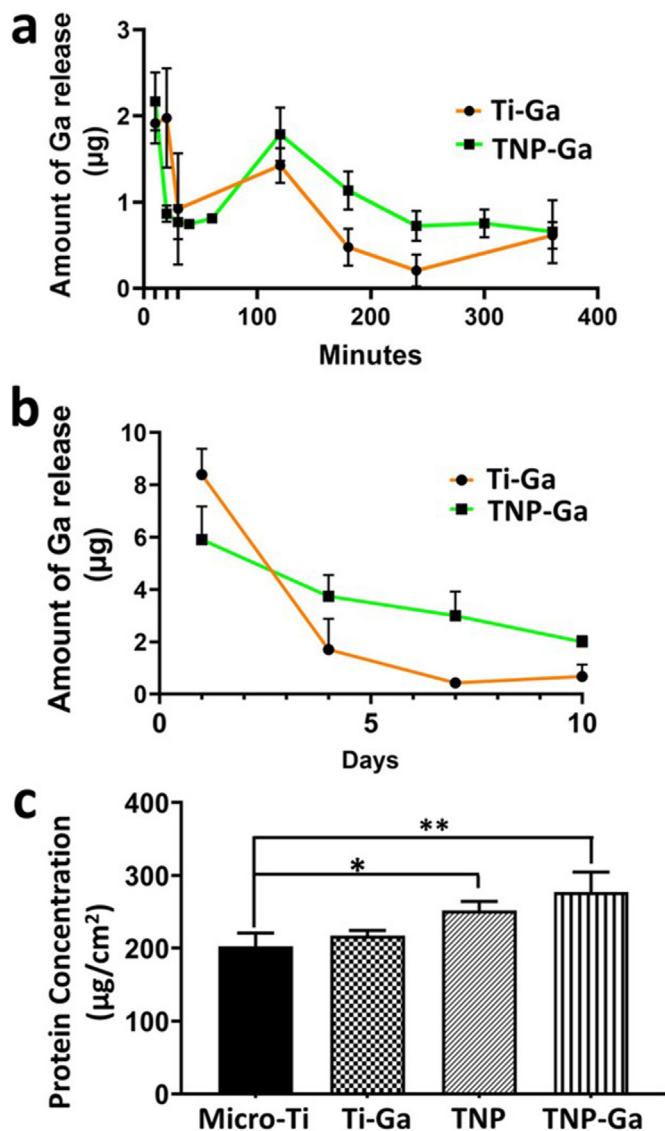 a
Amount of Ga release
(µg)
3
2
1
0
Ti-Ga
TNP-Ga
0 100 200 300 400
Minutes
b
Amount of Ga release
(µg)
10
8
6
4
2
0
Ti-Ga
TNP-Ga
0 5 10
Days
c
Protein Concentration
(µg/cm²)
400
300
200
100
0
**
*
Micro-Ti Ti-Ga TNP TNP-Ga